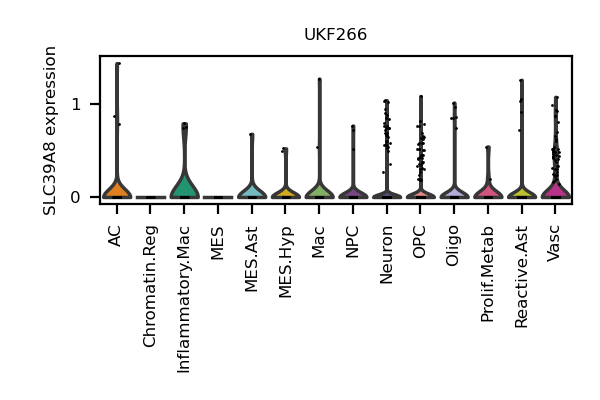 UKF266
SLC39A8 expression
1
0
AC
Chromatin.Reg
Inflammatory.Mac
MES
MES.Ast
MES.Hyp
Mac
NPC
Neuron
OPC
Oligo
Prolif.Metab
Reactive.Ast
Vasc